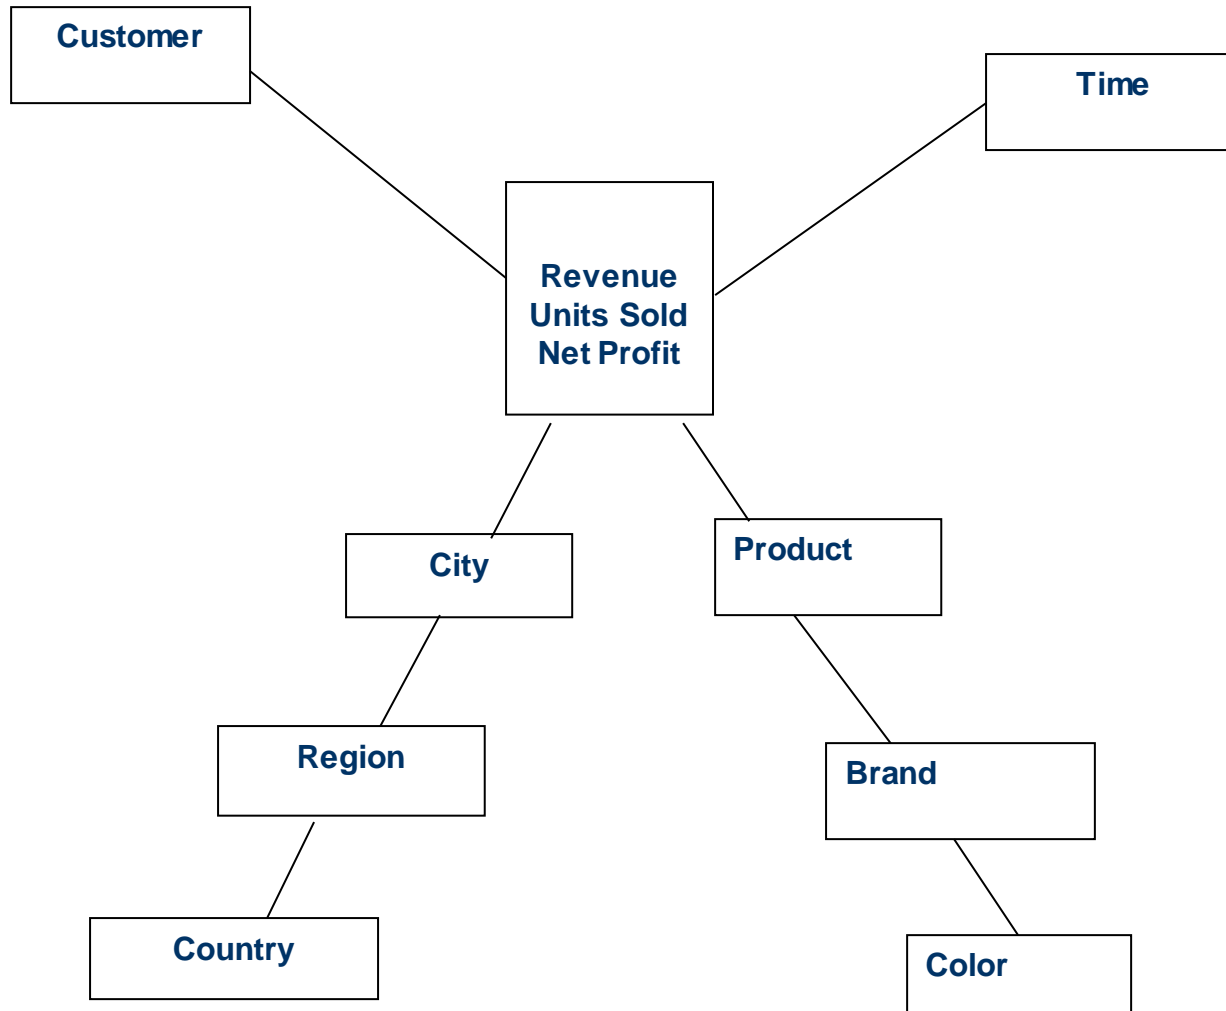 Customer
Time
Revenue
Units Sold
Net Profit
City
Product
Region
Brand
Country
Color